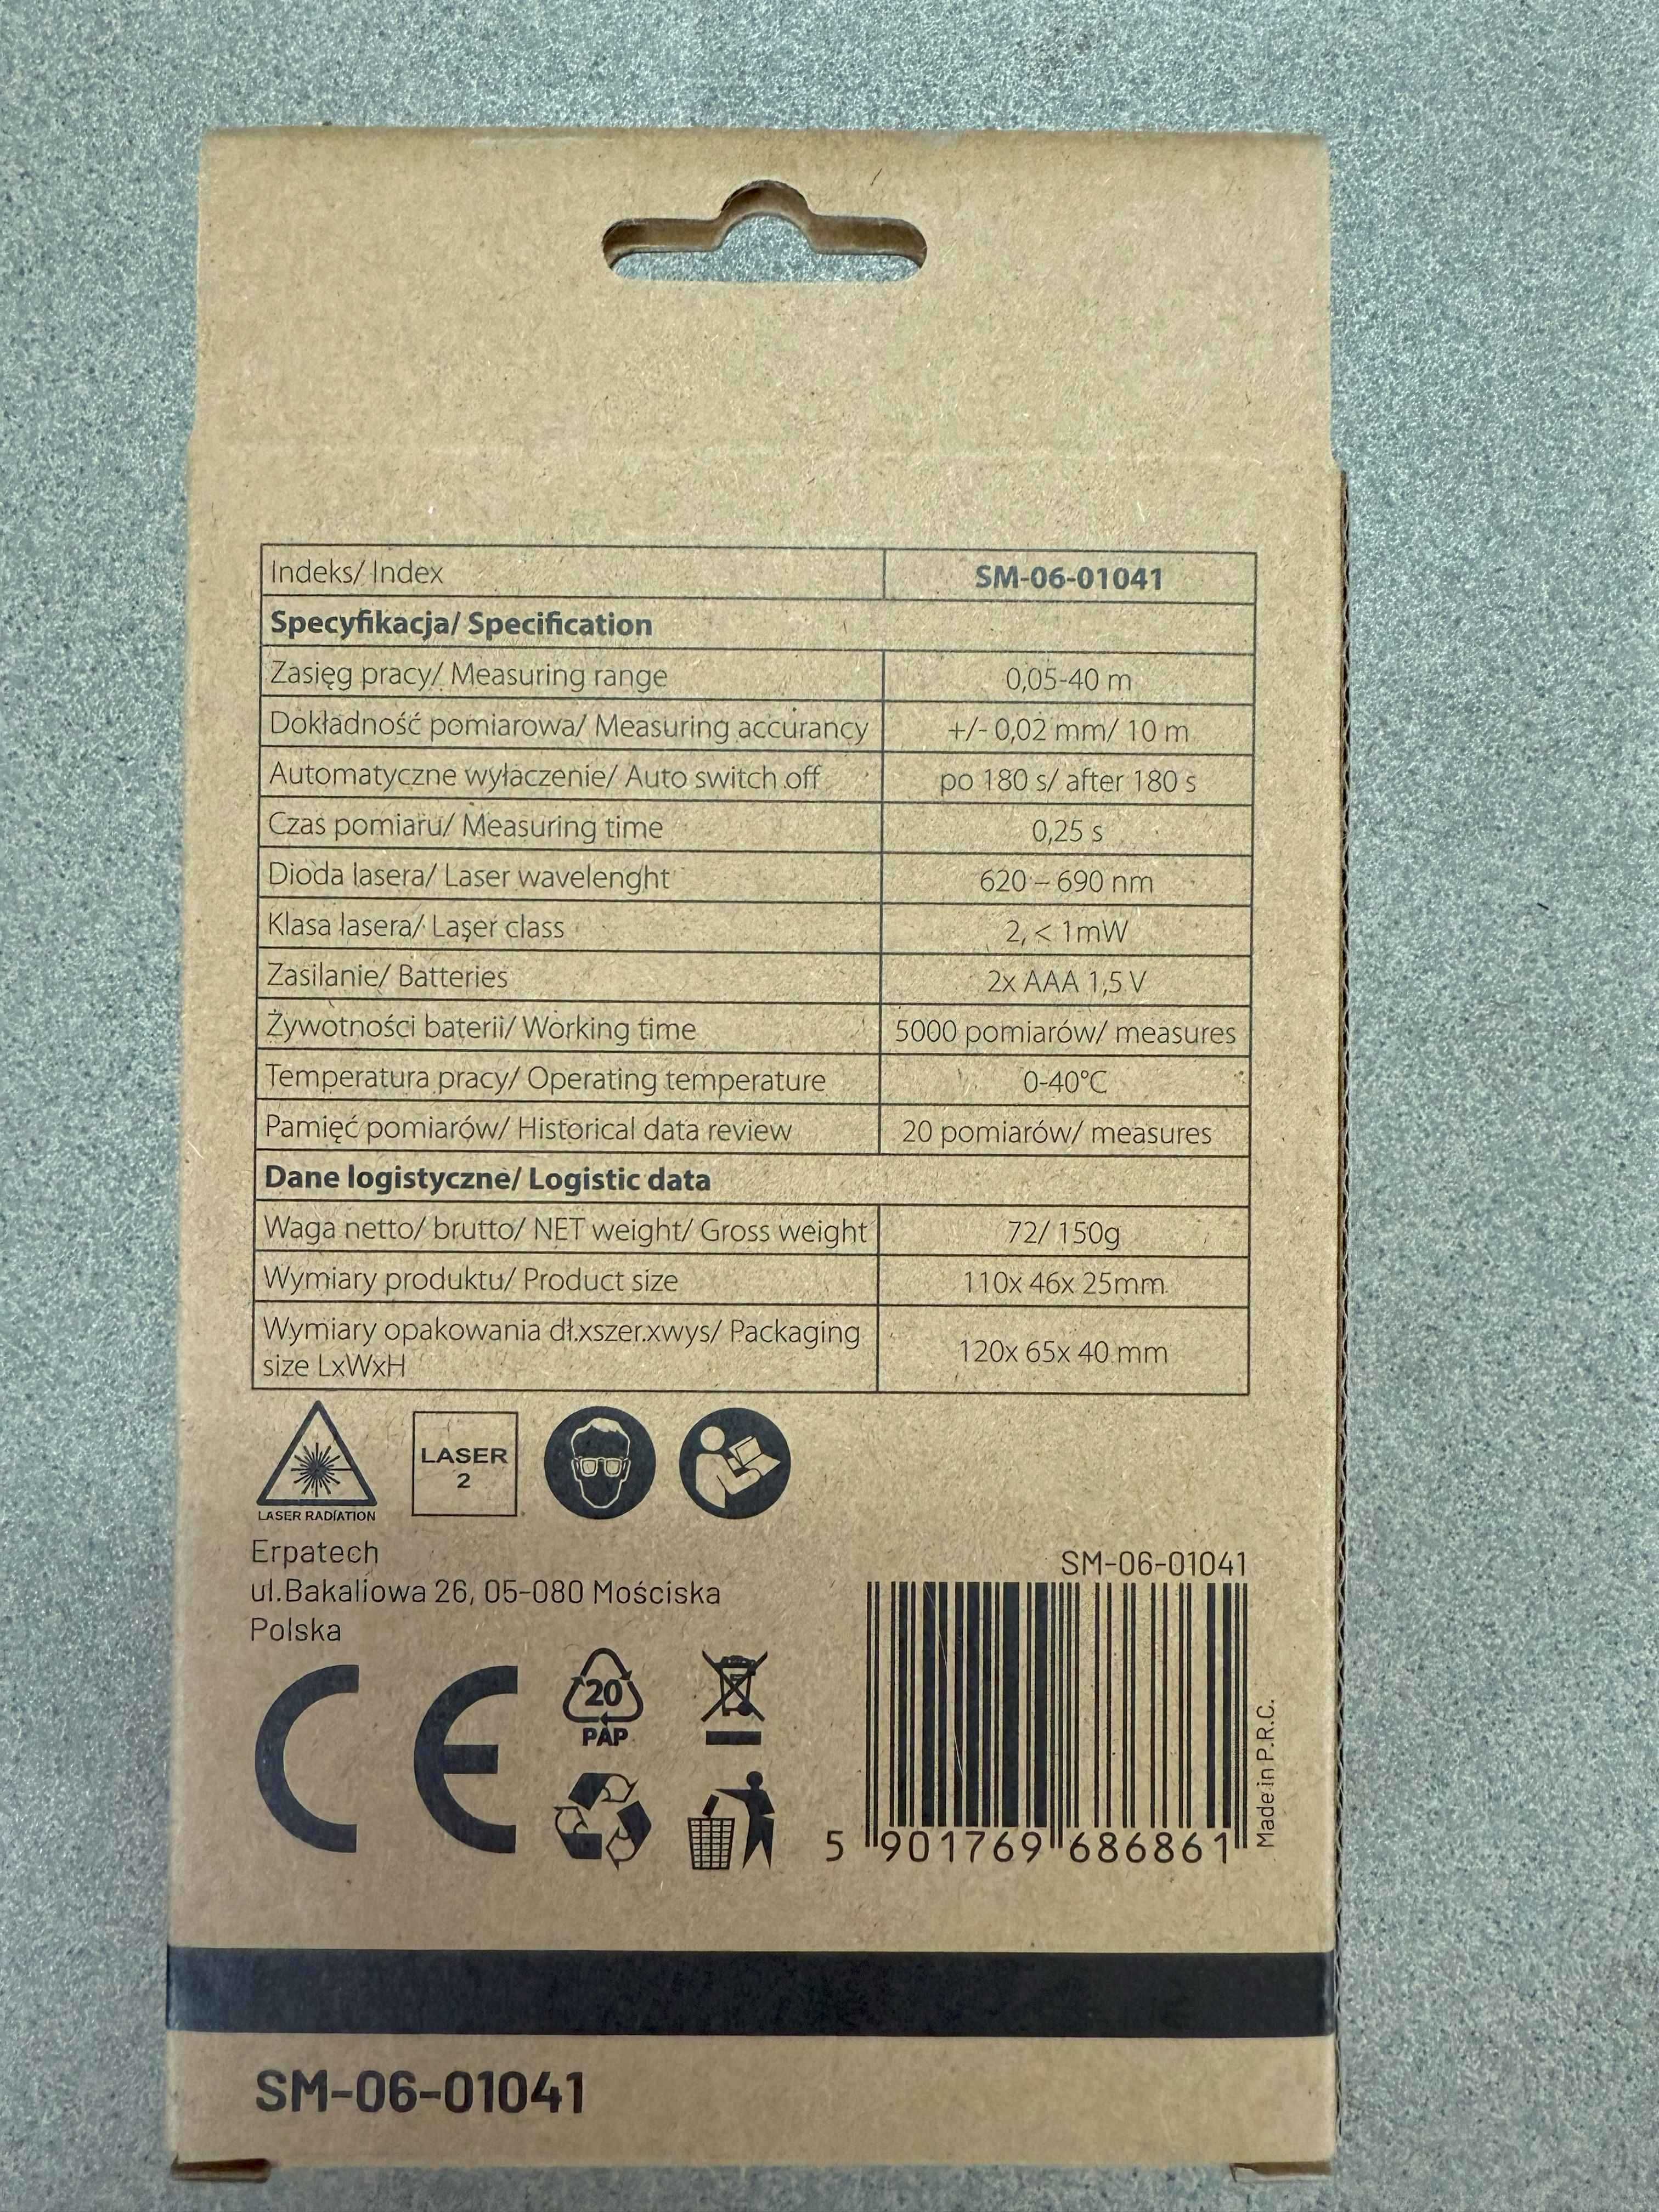 Indeks/ Index SM-06-01041
Specyfikacja/ Specification
Zasięg pracy/ Measuring range 0,05-40 m
Dokładność pomiarowa/ Measuring accurancy +/- 0,02 mm/ 10 m
Automatyczne wyłaczenie/ Auto switch off po 180 s/ after 180 s
Czas pomiaru/ Measuring time 0,25 s
Dioda lasera/ Laser wavelenght 620 – 690 nm
Klasa lasera/ Laser class 2, < 1mW
Zasilanie/ Batteries 2x AAA 1,5 V
Żywotności baterii/ Working time 5000 pomiarów/ measures
Temperatura pracy/ Operating temperature 0-40°C
Pamięć pomiarów/ Historical data review 20 pomiarów/ measures
Dane logistyczne/ Logistic data
Waga netto/ brutto/ NET weight/ Gross weight 72/ 150g
Wymiary produktu/ Product size 110x 46x 25mm
Wymiary opakowania dł.xszer.xwys/ Packaging
size LxWxH 120x 65x 40 mm
LASER
2
LASER RADIATION
Erpatech
ul.Bakaliowa 26, 05-080 Mościska
Polska
SM-06-01041
CE
20
PAP
Made in P.R.C.
5 901769 686861
SM-06-01041